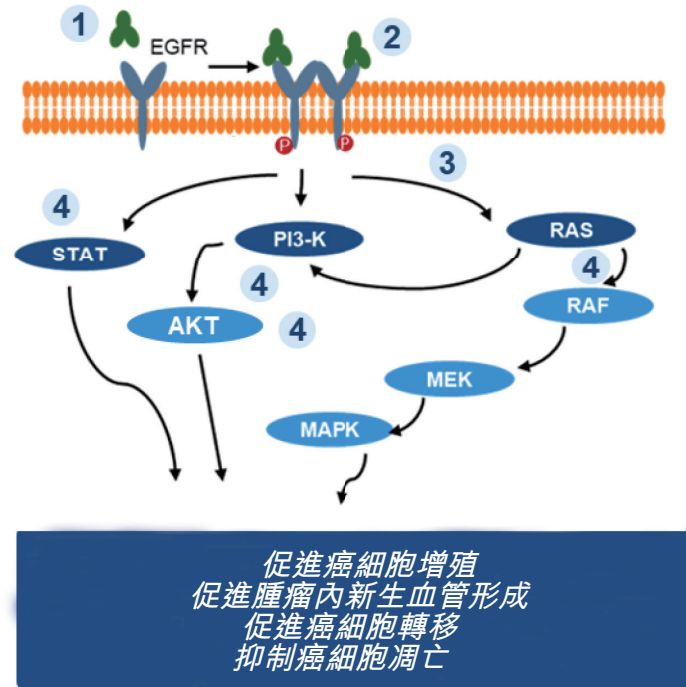 1
EGFR
2
P
P
3
4
STAT
PI3-K
RAS
4
4
RAF
AKT
4
MEK
MAPK
促進癌細胞增殖
促進腫瘤內新生血管形成
促進癌細胞轉移
抑制癌細胞凋亡